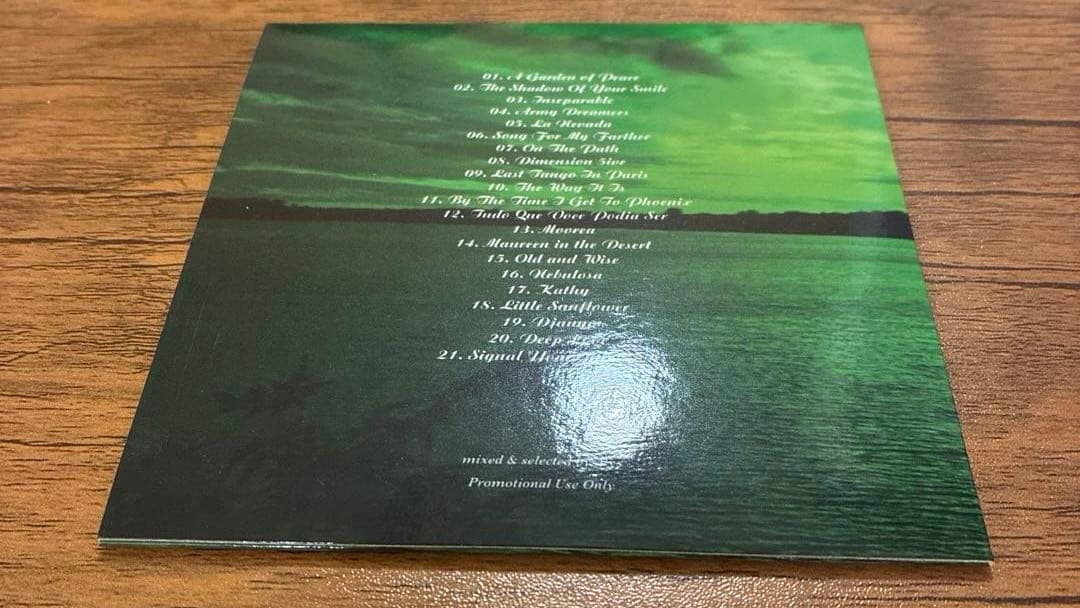 01. A Garden of Peace
02. The Shadow Of Your Smile
03. Inseparable
04. Army Dreamers
05. La Nevada
06. Song For My Farther
07. On The Path
08. Dimension 5ive
09. Last Tango In Paris
10. The Way It Is
11. By The Time I Get To Phoenix
12. Tudo Que Voce Podia Ser
13. Moorea
14. Maureen in the Desert
15. Old and Wise
16. Nebulosa
17. Kathy
18. Little Sunflower
19.
20. Deep
21. Signal
mixed & selected
Promotional Use Only